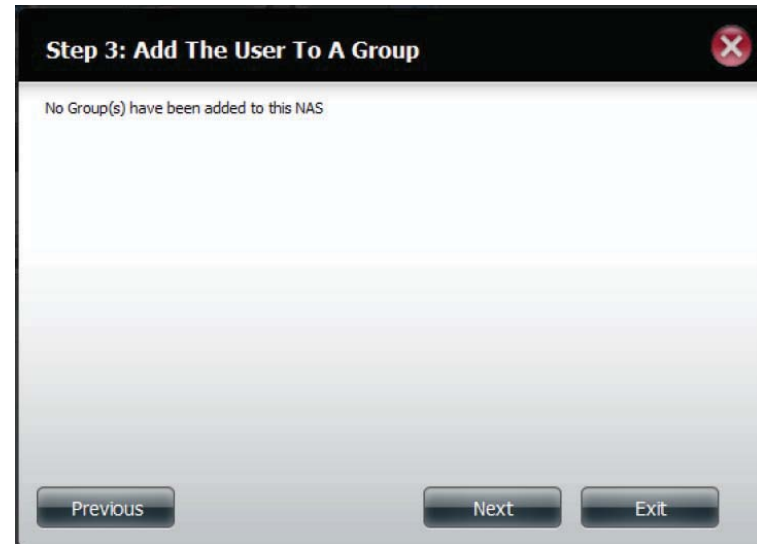 Step 3: Add The User To A Group
No Group(s) have been added to this NAS
Previous Next Exit